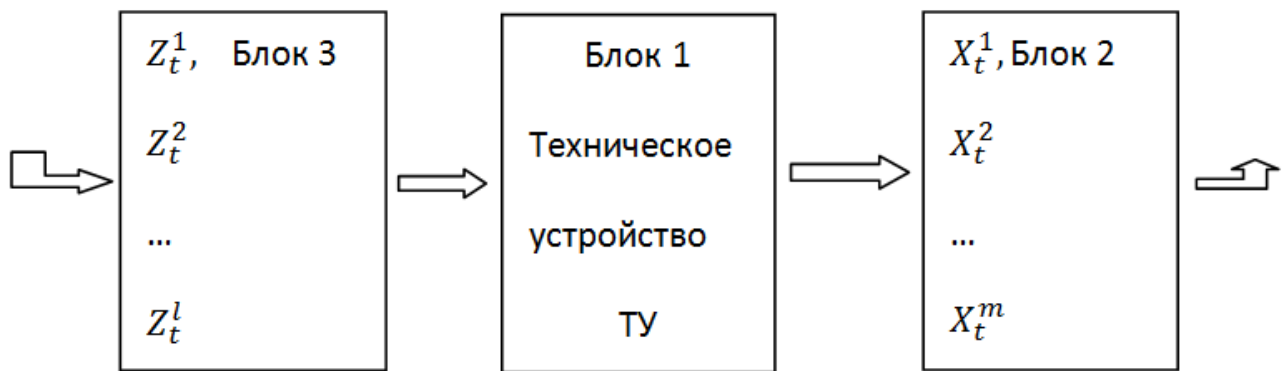 Z_t^1, Блок 3
Z_t^2
...
Z_t^l
Блок 1
Техническое
устройство
ТУ
X_t^1, Блок 2
X_t^2
...
X_t^m